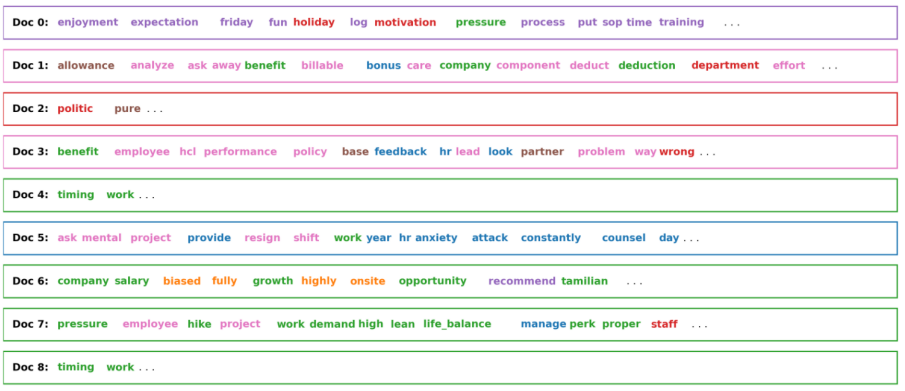 Doc 0: enjoyment expectation friday fun holiday log motivation pressure process put sop time training ...
Doc 1: allowance analyze ask away benefit billable bonus care company component deduct deduction department effort ...
Doc 2: politic pure ...
Doc 3: benefit employee hcl performance policy base feedback hr lead look partner problem way wrong ...
Doc 4: timing work ...
Doc 5: ask mental project provide resign shift work year hr anxiety attack constantly counsel day ...
Doc 6: company salary biased fully growth highly onsite opportunity recommend tamilian ...
Doc 7: pressure employee hike project work demand high lean life_balance manage perk proper staff ...
Doc 8: timing work ...